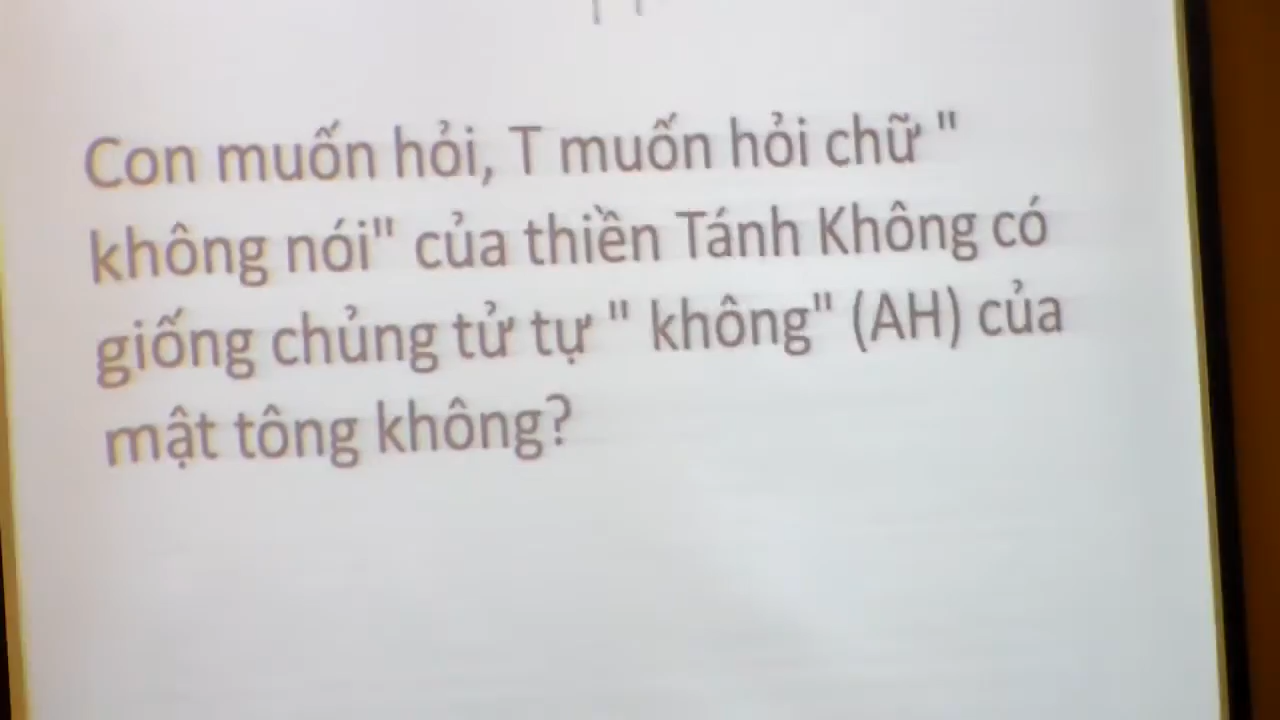 Con muốn hỏi, T muốn hỏi chữ "
không nói" của thiền Tánh Không có
giống chủng tử tự " không" (AH) của
mật tông không?